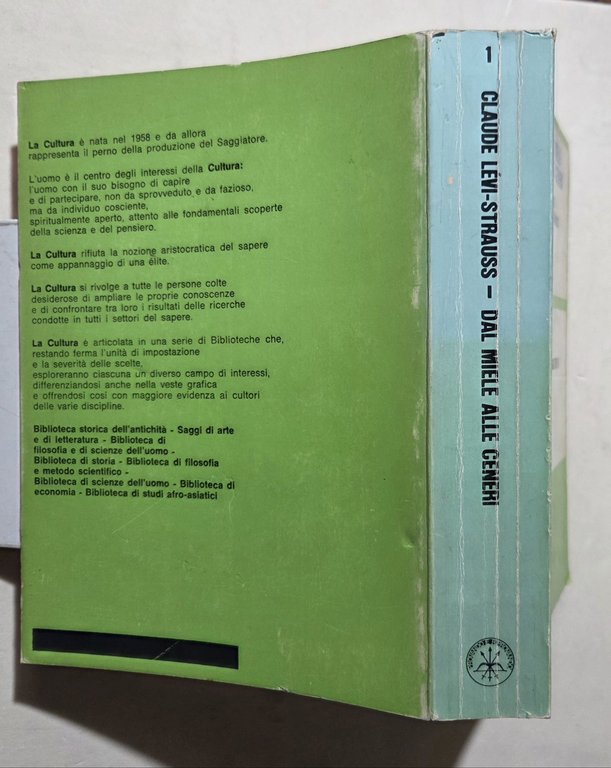 La Cultura è nata nel 1958 e da allora
rappresenta il perno della produzione del Saggiatore.
L'uomo è il centro degli interessi della Cultura:
l'uomo con il suo bisogno di capire
e di partecipare, non da sprovveduto e da fazioso,
ma da individuo cosciente,
spiritualmente aperto, attento alle fondamentali scoperte
della scienza e del pensiero.
La Cultura rifiuta la nozione aristocratica del sapere
come appannaggio di una élite.
La Cultura si rivolge a tutte le persone colte
desiderose di ampliare le proprie conoscenze
e di confrontare tra loro i risultati delle ricerche
condotte in tutti i settori del sapere.
La Cultura è articolata in una serie di Biblioteche che,
restando ferma l'unità di impostazione
e la severità delle scelte,
esploreranno ciascuna un diverso campo di interessi,
differenziandosi anche nella veste grafica
e offrendosi così con maggiore evidenza ai cultori
delle varie discipline.
Biblioteca storica dell'antichità - Saggi di arte
e di letteratura - Biblioteca di
filosofia e di scienze dell'uomo -
Biblioteca di storia - Biblioteca di filosofia
e metodo scientifico -
Biblioteca di scienze dell'uomo - Biblioteca di
economia - Biblioteca di studi afro-asiatici
1 CLAUDE LÉVI-STRAUSS - DAL MIELE ALLE CENERI